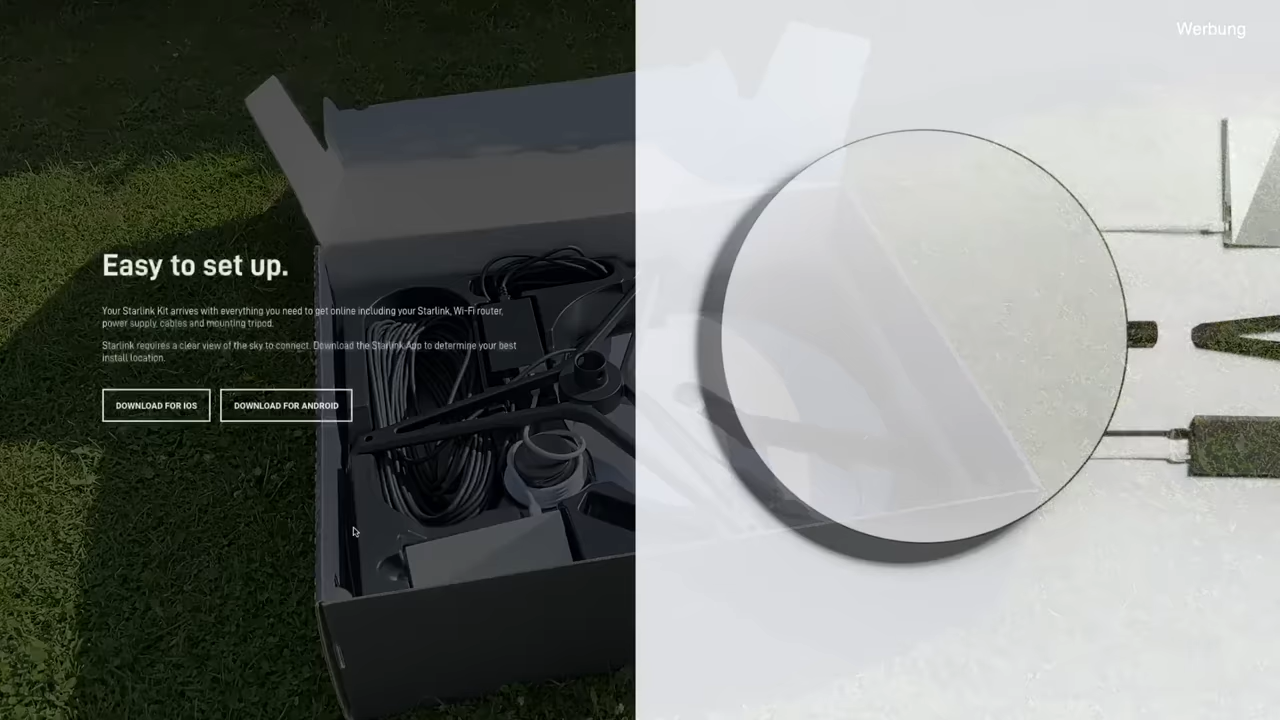 Werbung
Easy to set up.
Your Starlink Kit arrives with everything you need to get online including your Starlink, Wi-Fi router,
power supply, cables and mounting tripod.
Starlink requires a clear view of the sky to connect. Download the Starlink App to determine your best
install location.
DOWNLOAD FOR IOS
DOWNLOAD FOR ANDROID